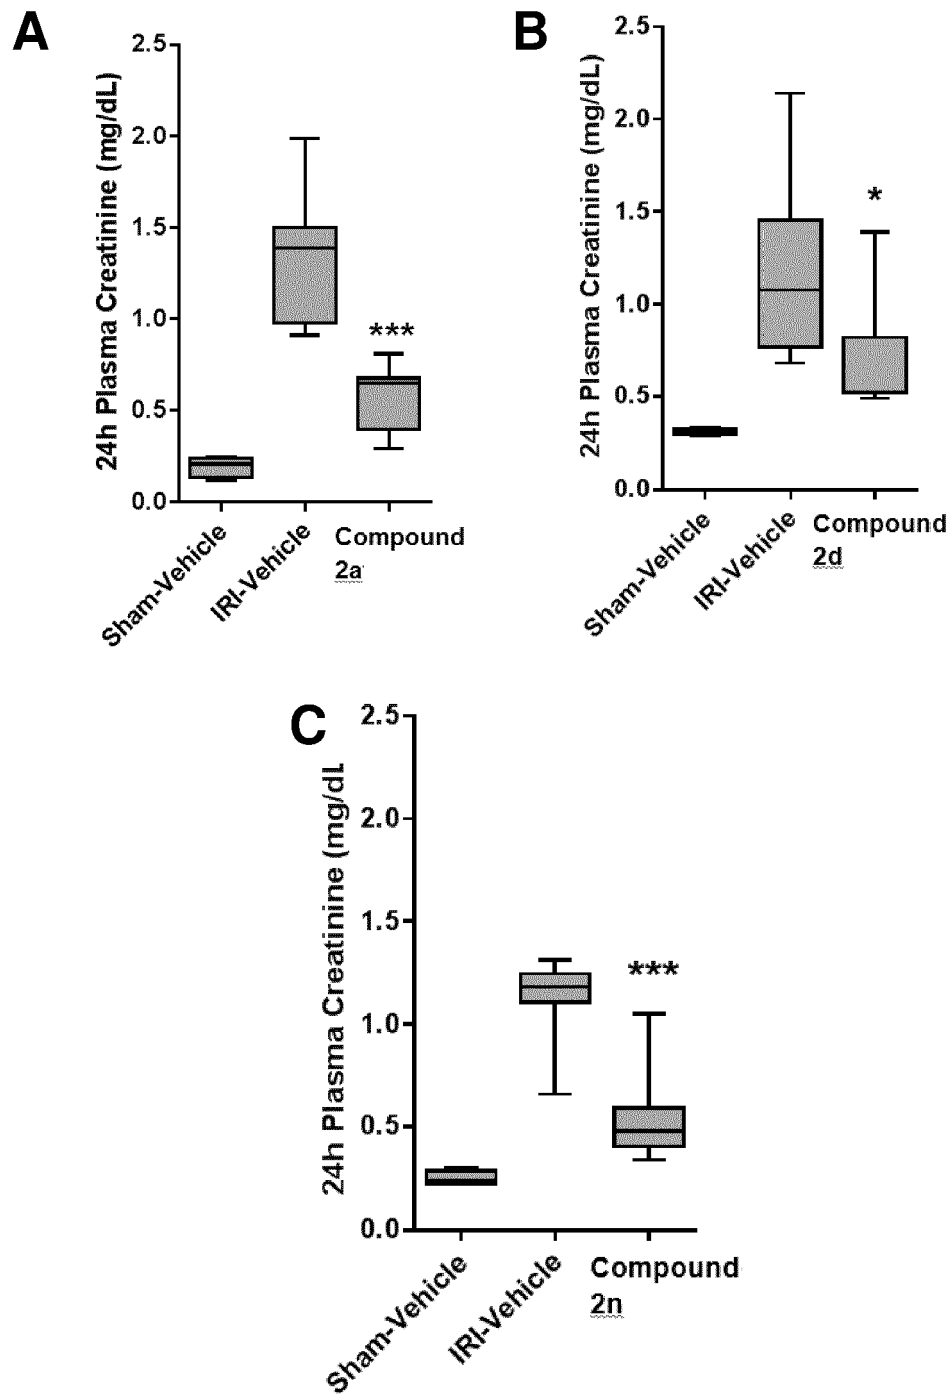 A
24h Plasma Creatinine (mg/dL)
2.5
2.0
1.5
1.0
0.5
0.0
***
Sham-Vehicle
IRI-Vehicle
Compound
2a
B
24h Plasma Creatinine (mg/dL)
2.5
2.0
1.5
1.0
0.5
0.0
*
Sham-Vehicle
IRI-Vehicle
Compound
2d
C
24h Plasma Creatinine (mg/dL
2.5
2.0
1.5
1.0
0.5
0.0
***
Sham-Vehicle
IRI-Vehicle
Compound
2n